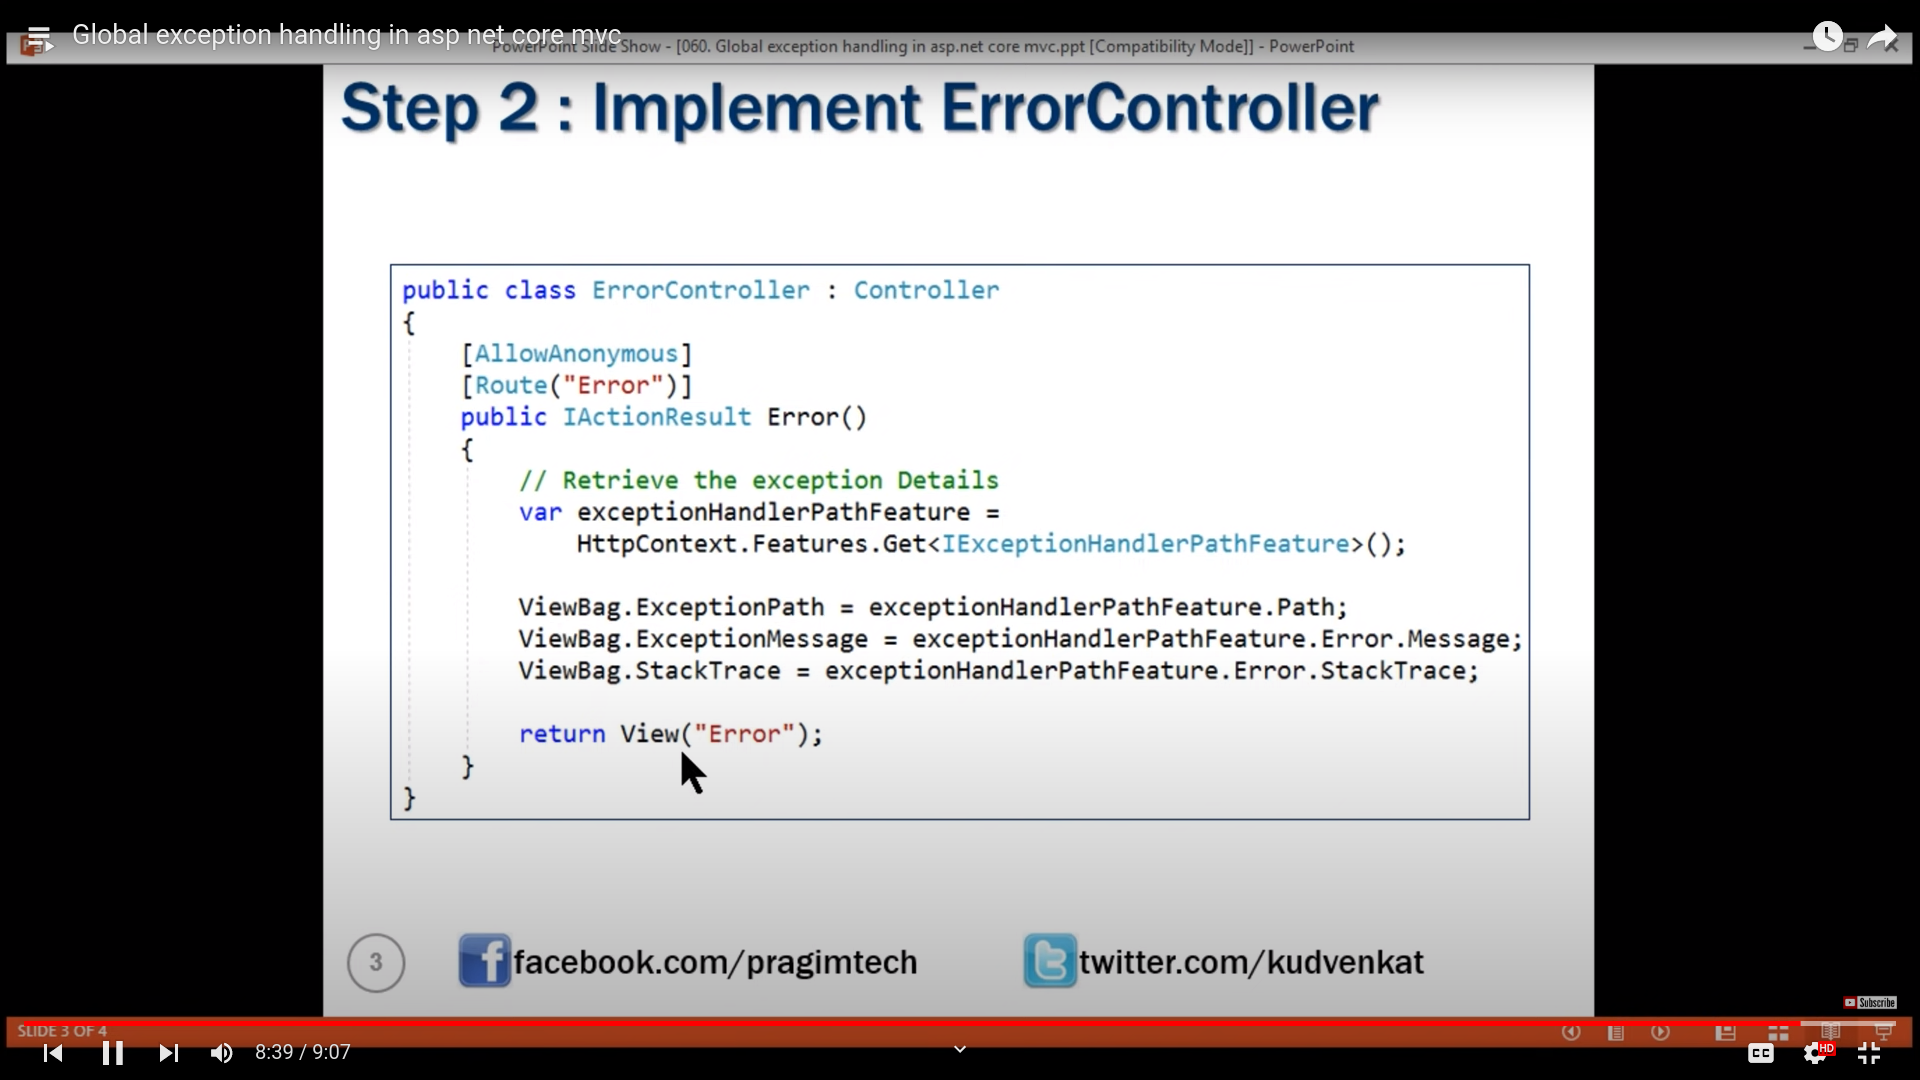 Global exception handling in asp net core mvc
PowerPoint Slide Show - [060. Global exception handling in asp.net core mvc.ppt [Compatibility Mode]] - PowerPoint
Step 2 : Implement ErrorController
public class ErrorController : Controller
{
[AllowAnonymous]
[Route("Error")]
public IActionResult Error()
{
// Retrieve the exception Details
var exceptionHandlerPathFeature =
HttpContext.Features.Get<IExceptionHandlerPathFeature>();
ViewBag.ExceptionPath = exceptionHandlerPathFeature.Path;
ViewBag.ExceptionMessage = exceptionHandlerPathFeature.Error.Message;
ViewBag.StackTrace = exceptionHandlerPathFeature.Error.StackTrace;
return View("Error");
}
}
3
facebook.com/pragimtech
twitter.com/kudvenkat
Subscribe
SLIDE 3 OF 4
8:39 / 9:07
CC
HD